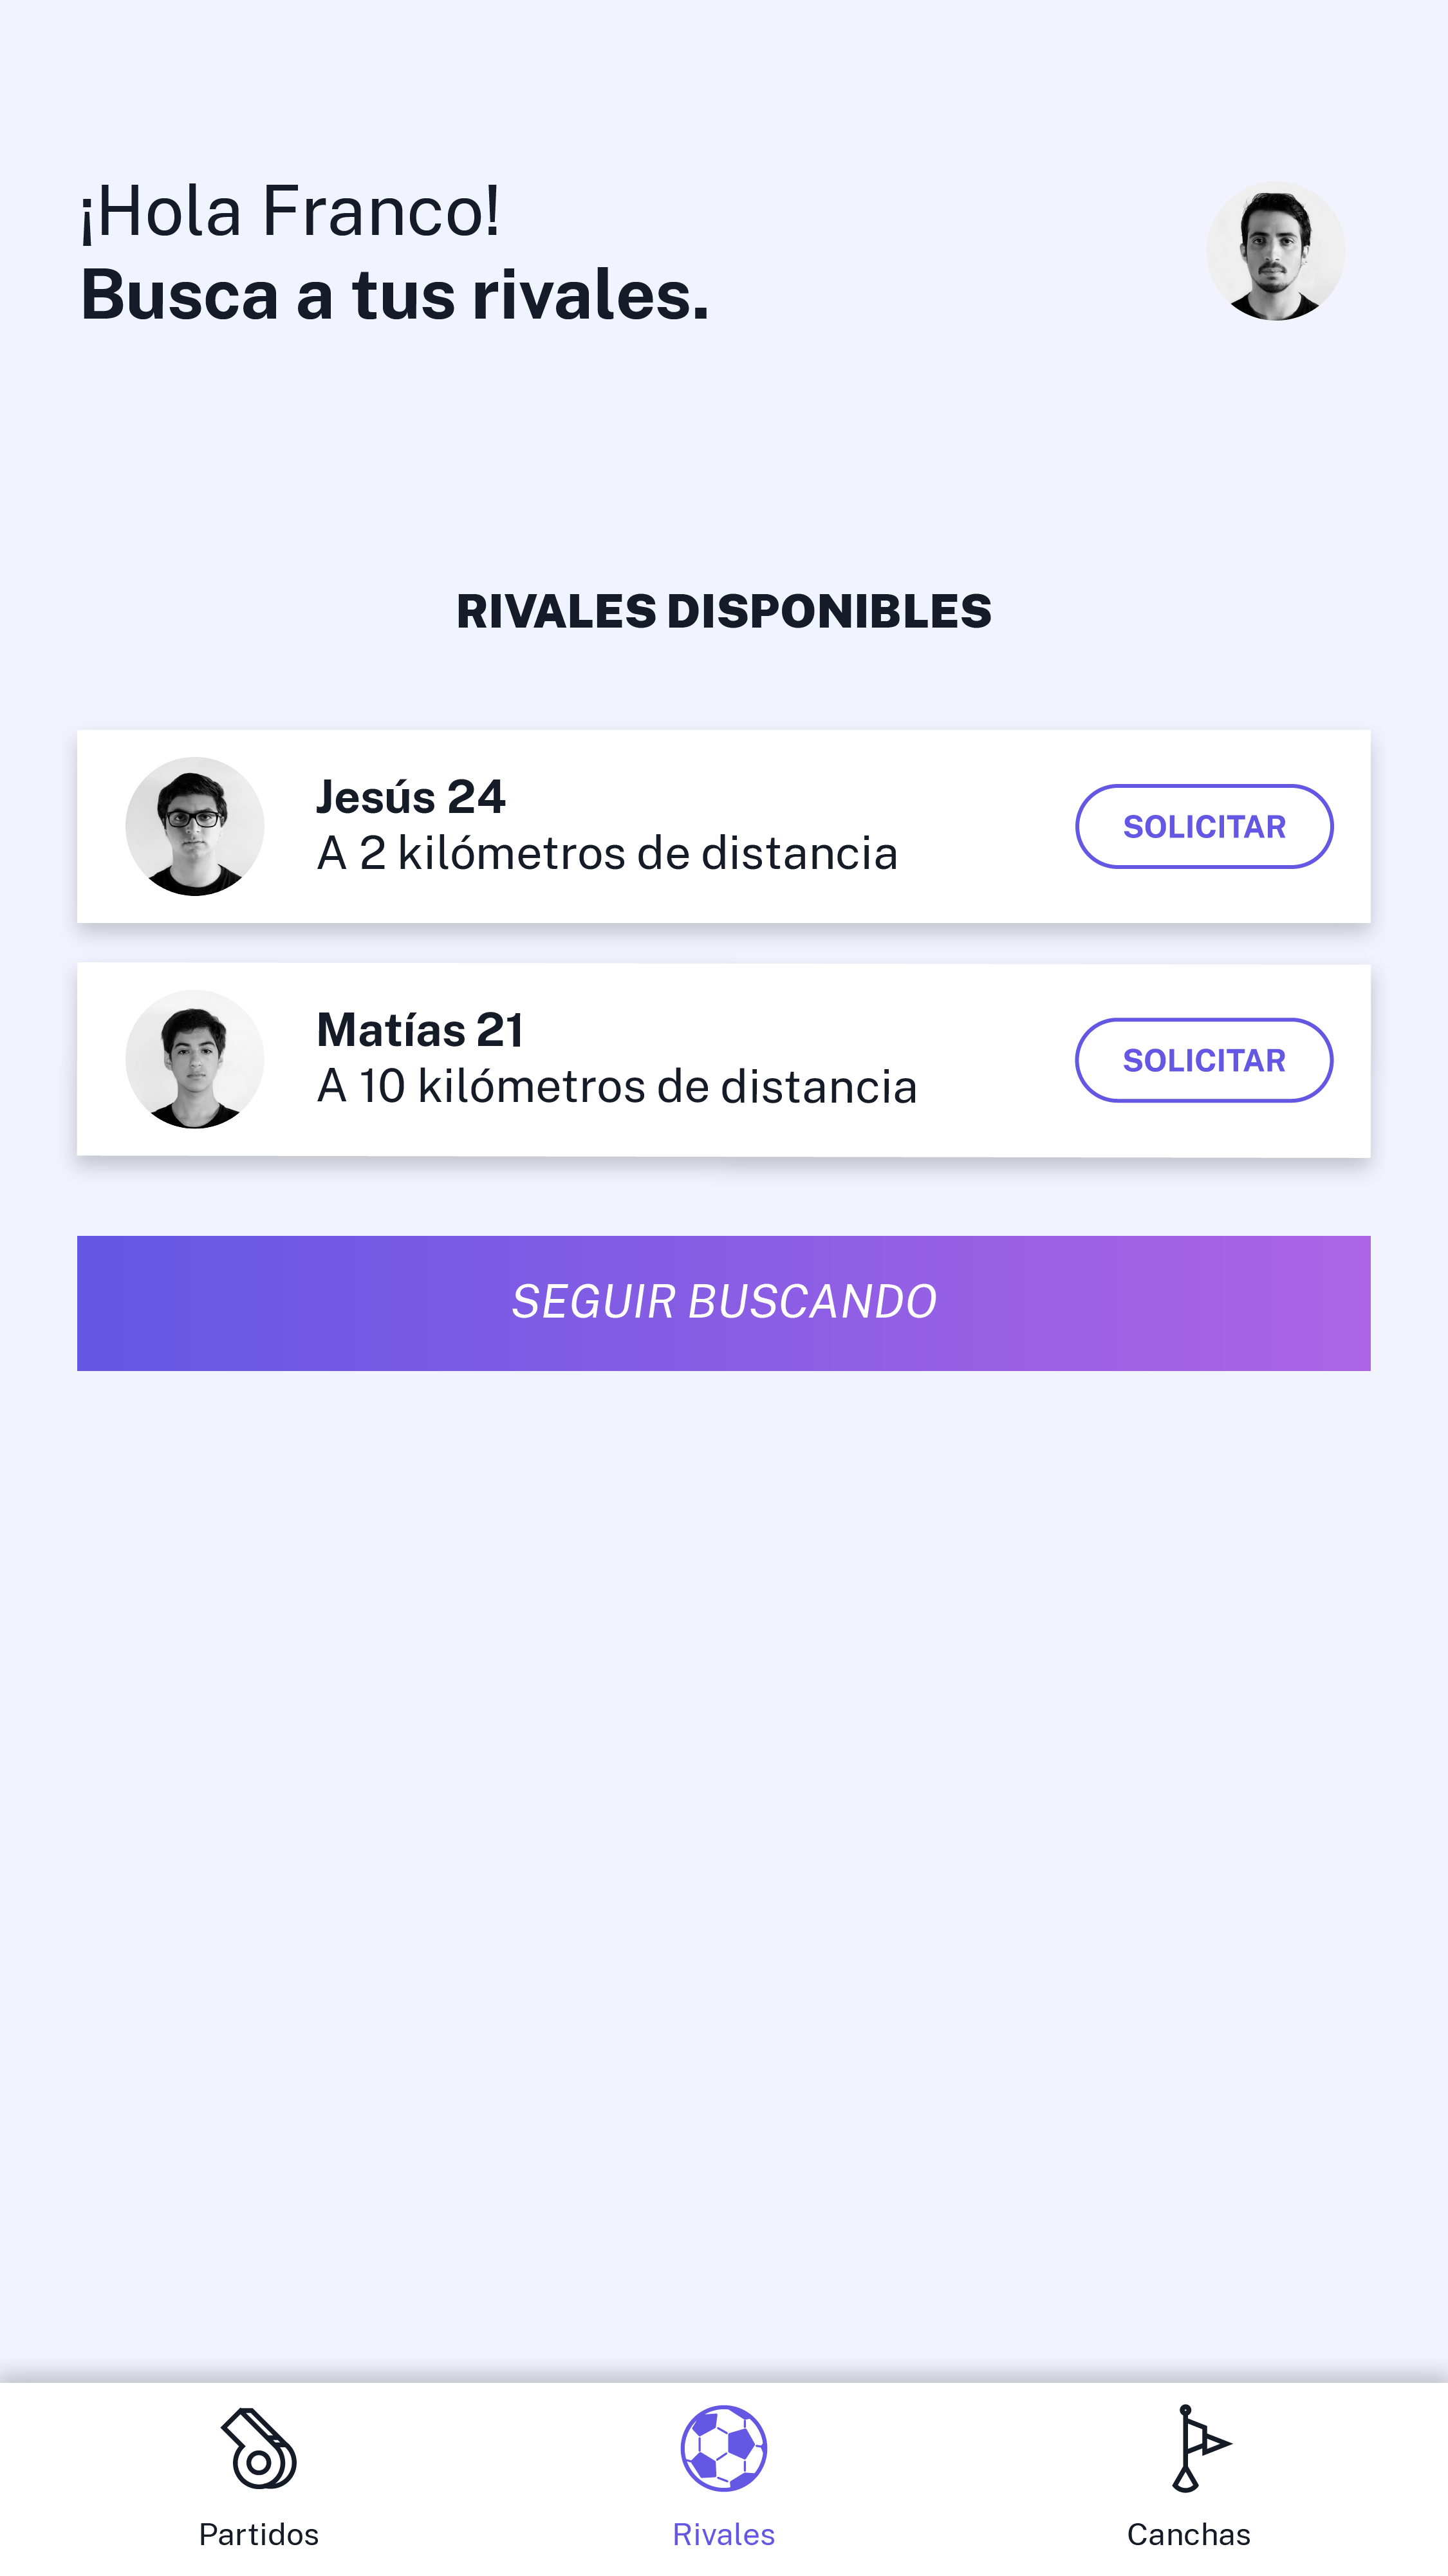 ¡Hola Franco!
Busca a tus rivales.
RIVALES DISPONIBLES
Jesús 24
A 2 kilómetros de distancia
SOLICITAR
Matías 21
A 10 kilómetros de distancia
SOLICITAR
SEGUIR BUSCANDO
Partidos
Rivales
Canchas